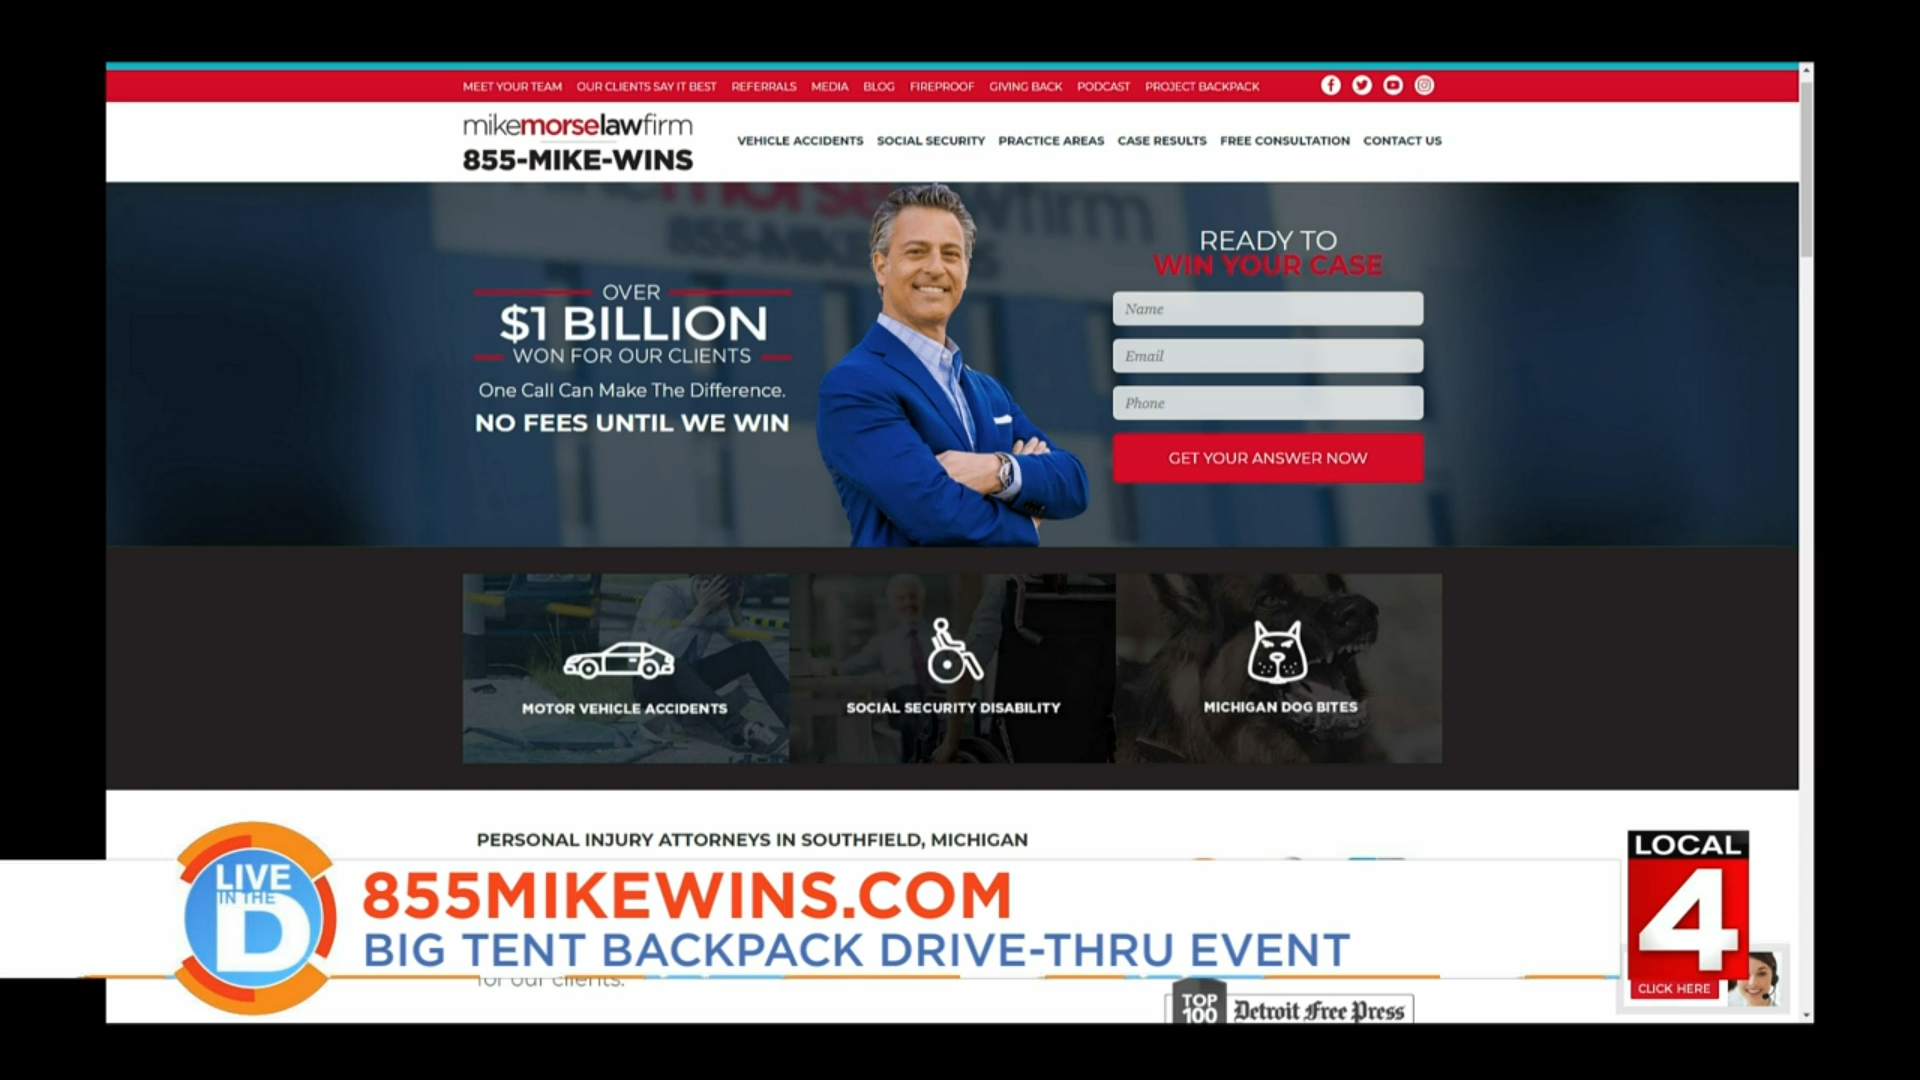 MEET YOUR TEAM OUR CLIENTS SAY IT BEST REFERRALS MEDIA BLOG FIREPROOF GIVING BACK PODCAST PROJECT BACKPACK
mikemorselawfirm
855-MIKE-WINS
VEHICLE ACCIDENTS SOCIAL SECURITY PRACTICE AREAS CASE RESULTS FREE CONSULTATION CONTACT US
OVER
$1 BILLION
WON FOR OUR CLIENTS
One Call Can Make The Difference.
NO FEES UNTIL WE WIN
READY TO
WIN YOUR CASE
Name
Email
Phone
GET YOUR ANSWER NOW
MOTOR VEHICLE ACCIDENTS
SOCIAL SECURITY DISABILITY
MICHIGAN DOG BITES
PERSONAL INJURY ATTORNEYS IN SOUTHFIELD, MICHIGAN
LIVE
IN THE
D
855MIKEWINS.COM
BIG TENT BACKPACK DRIVE-THRU EVENT
for our clients.
LOCAL
4
CLICK HERE
TOP
100
Detroit Free Press